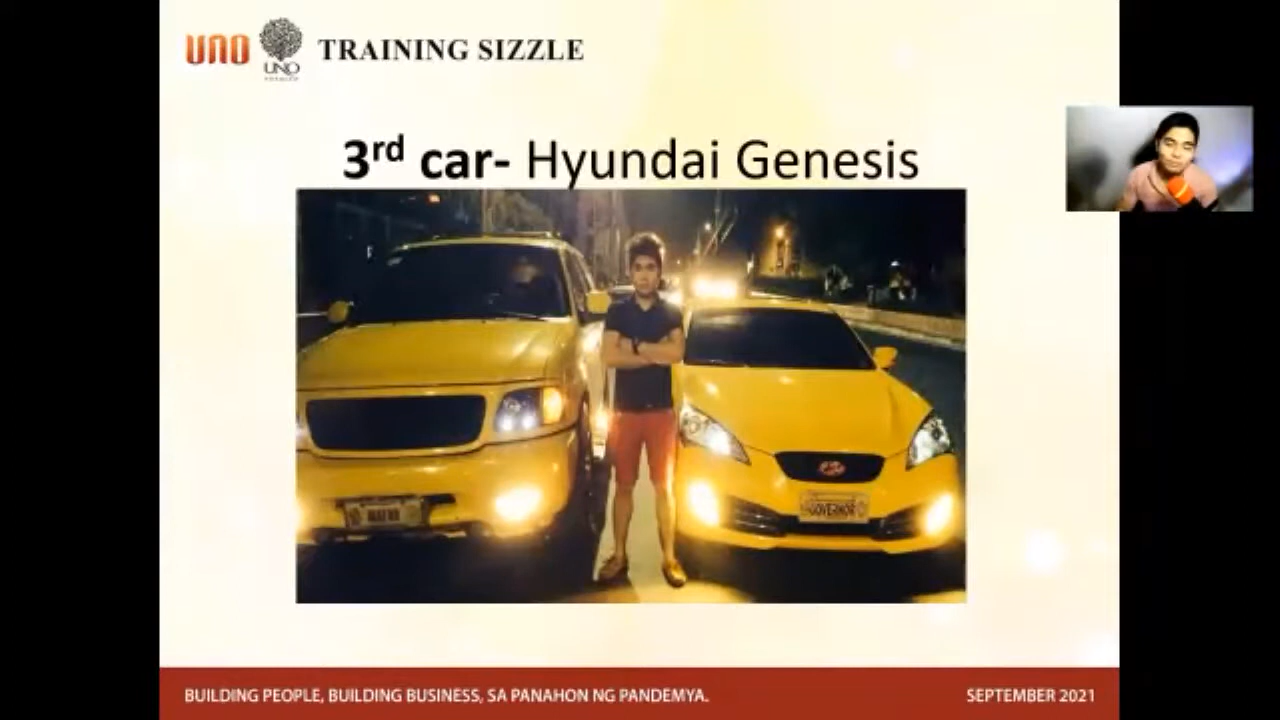 UNO
UNO
TRAINING SIZZLE
3rd car- Hyundai Genesis
GOVERNOR
BUILDING PEOPLE, BUILDING BUSINESS, SA PANAHON NG PANDEMYA.
SEPTEMBER 2021